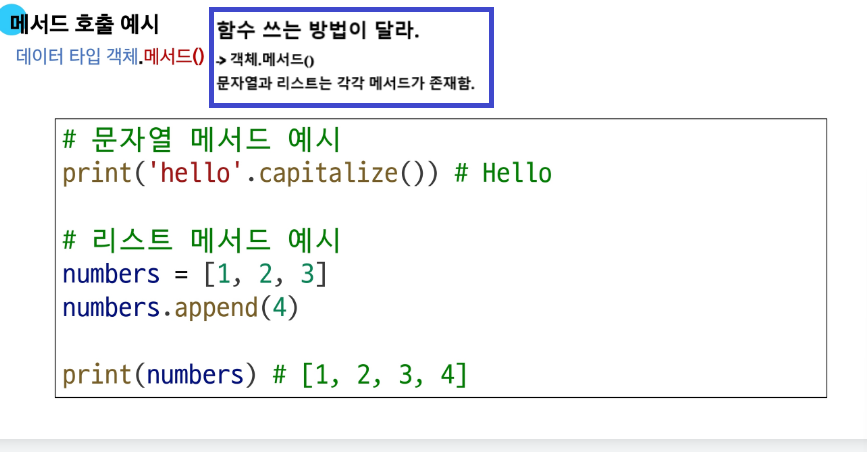 메서드 호출 예시
데이터 타입 객체.메서드()
함수 쓰는 방법이 달라.
-> 객체.메서드()
문자열과 리스트는 각각 메서드가 존재함.
# 문자열 메서드 예시
print('hello'.capitalize()) # Hello
# 리스트 메서드 예시
numbers = [1, 2, 3]
numbers.append(4)
print(numbers) # [1, 2, 3, 4]